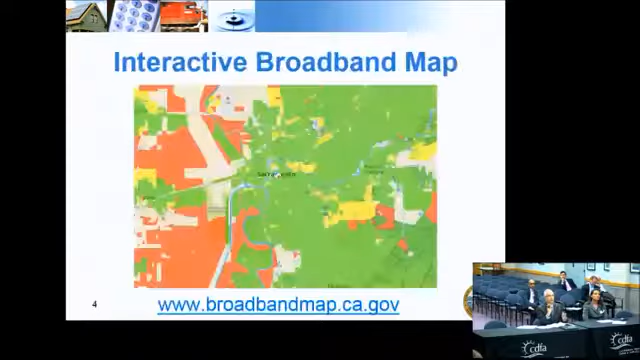 Interactive Broadband Map
Sacramento
4
www.broadbandmap.ca.gov
cdfa
cdfa